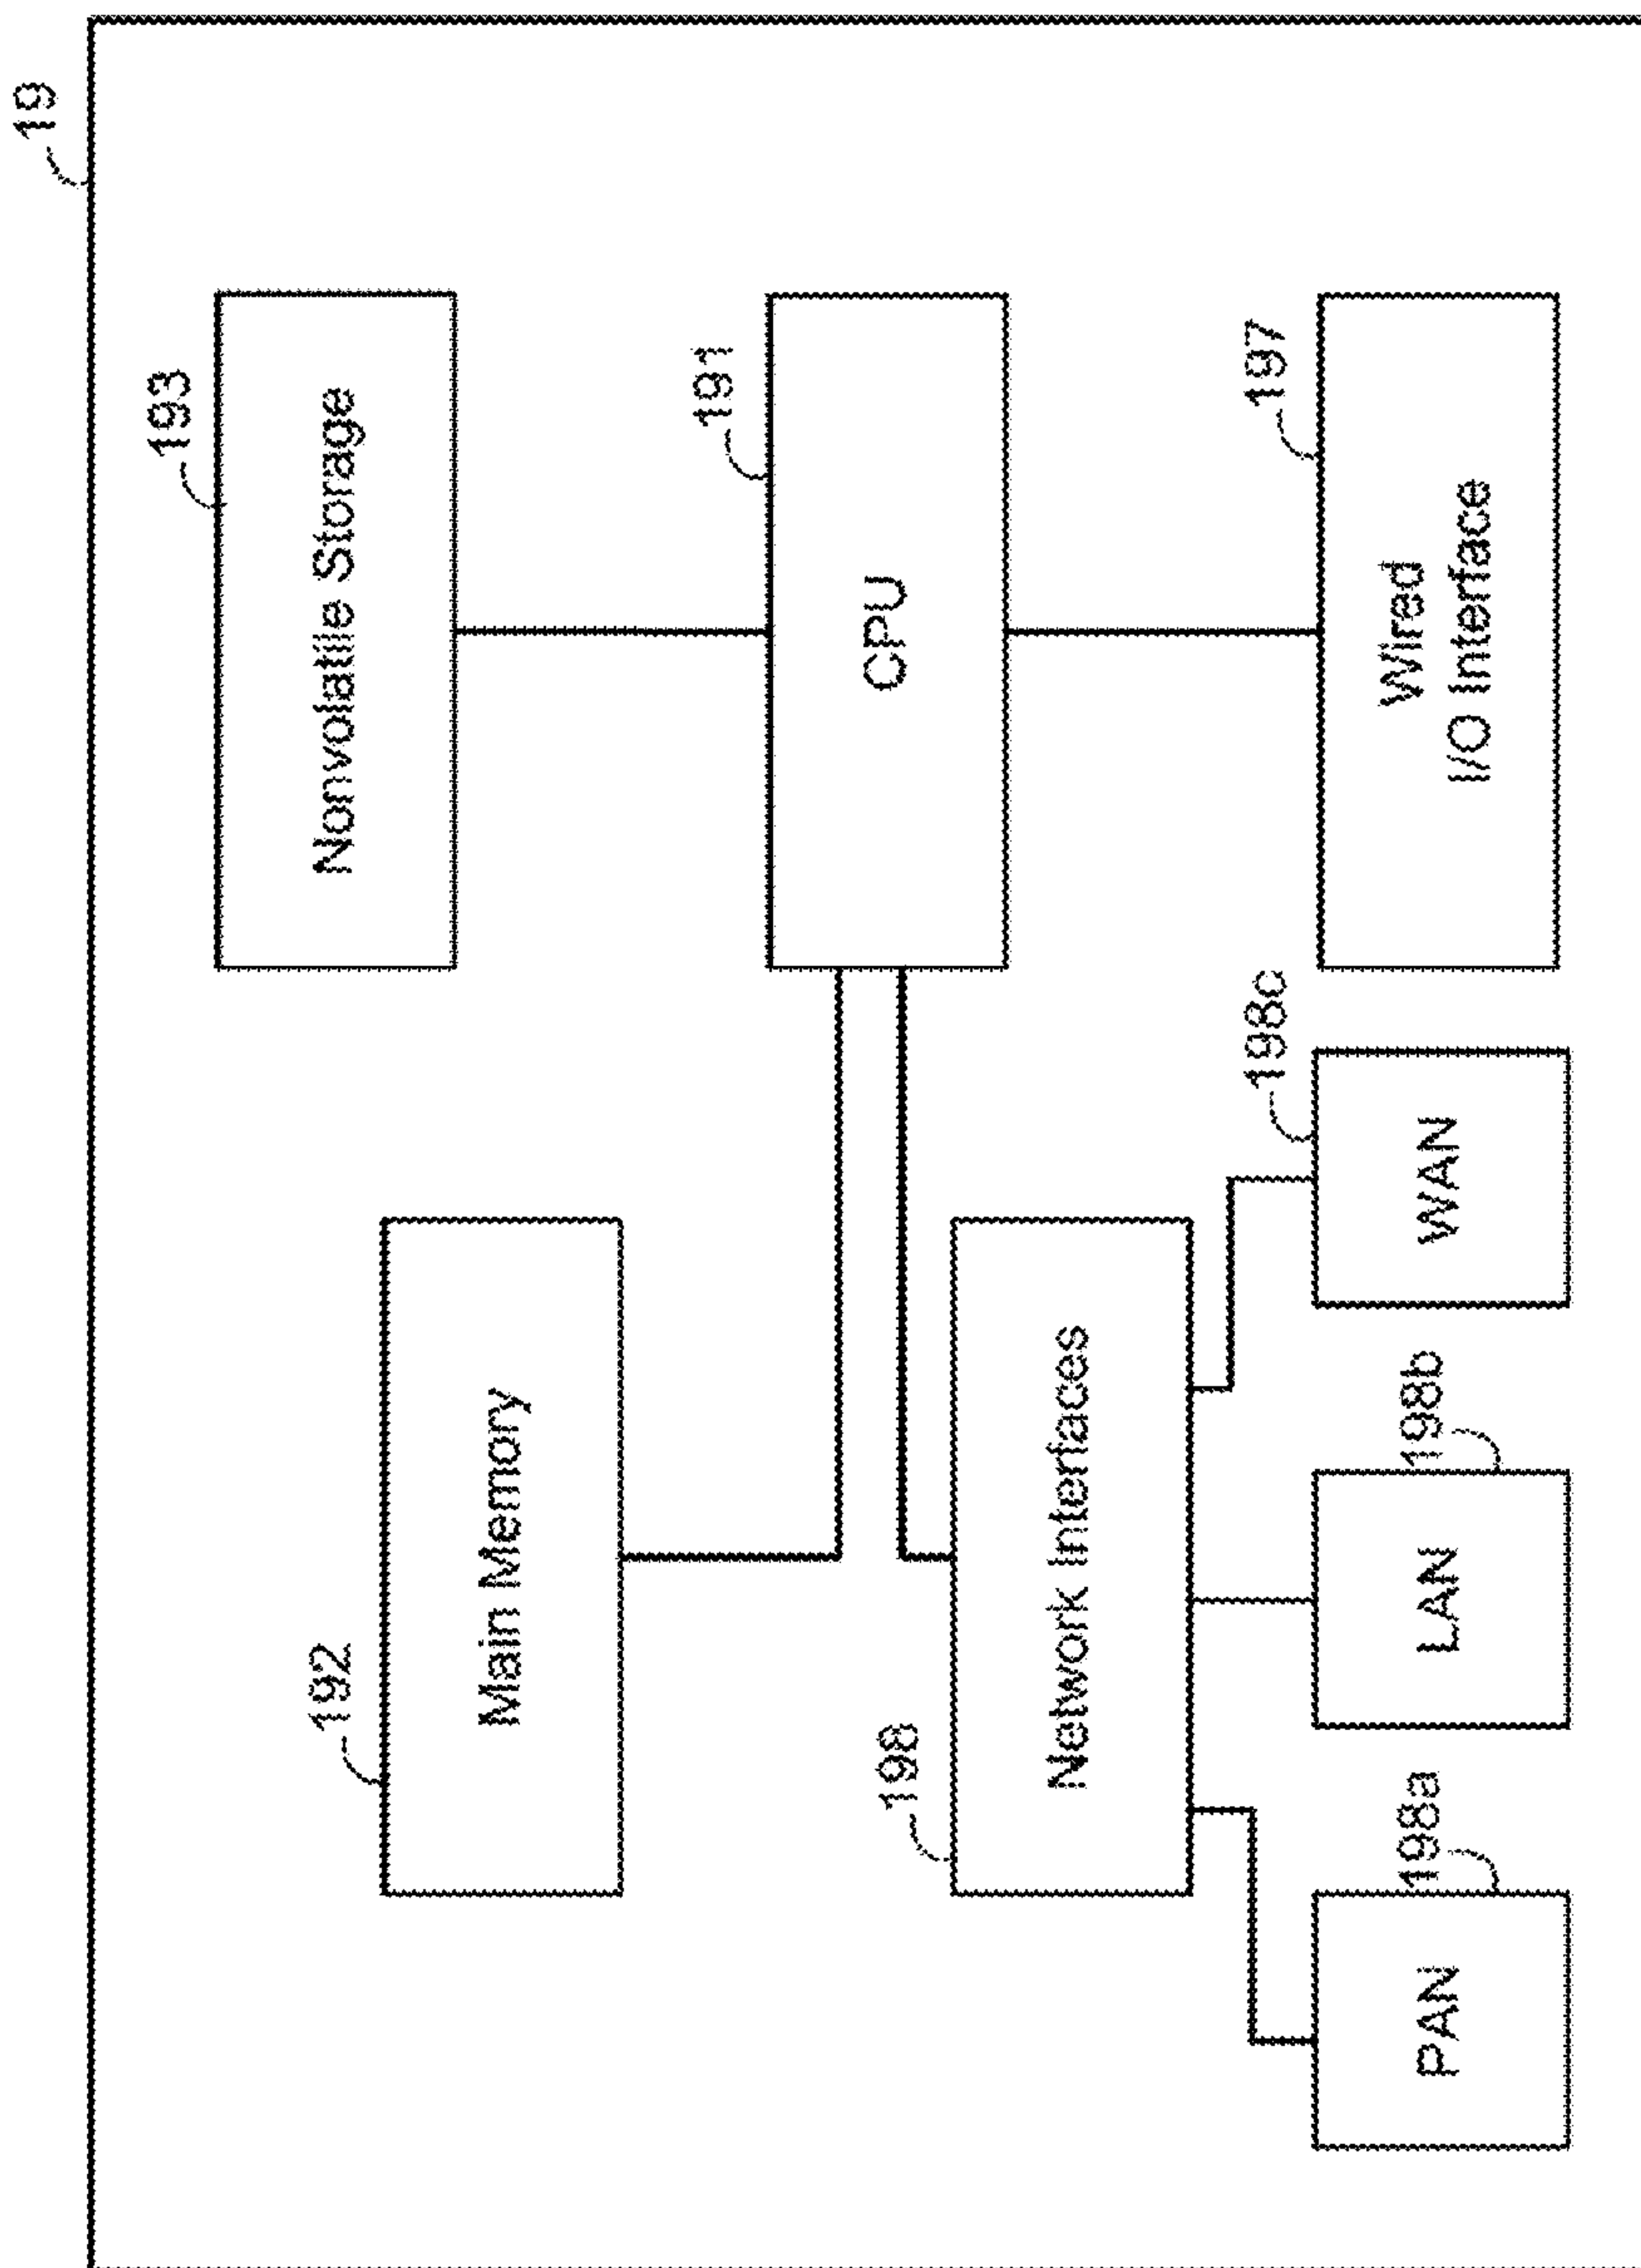 19
192
Main Memory
193
Nonvolatile Storage
198
Network Interfaces
191
CPU
198a
PAN
198b
LAN
198c
WAN
197
Wired
I/O Interface